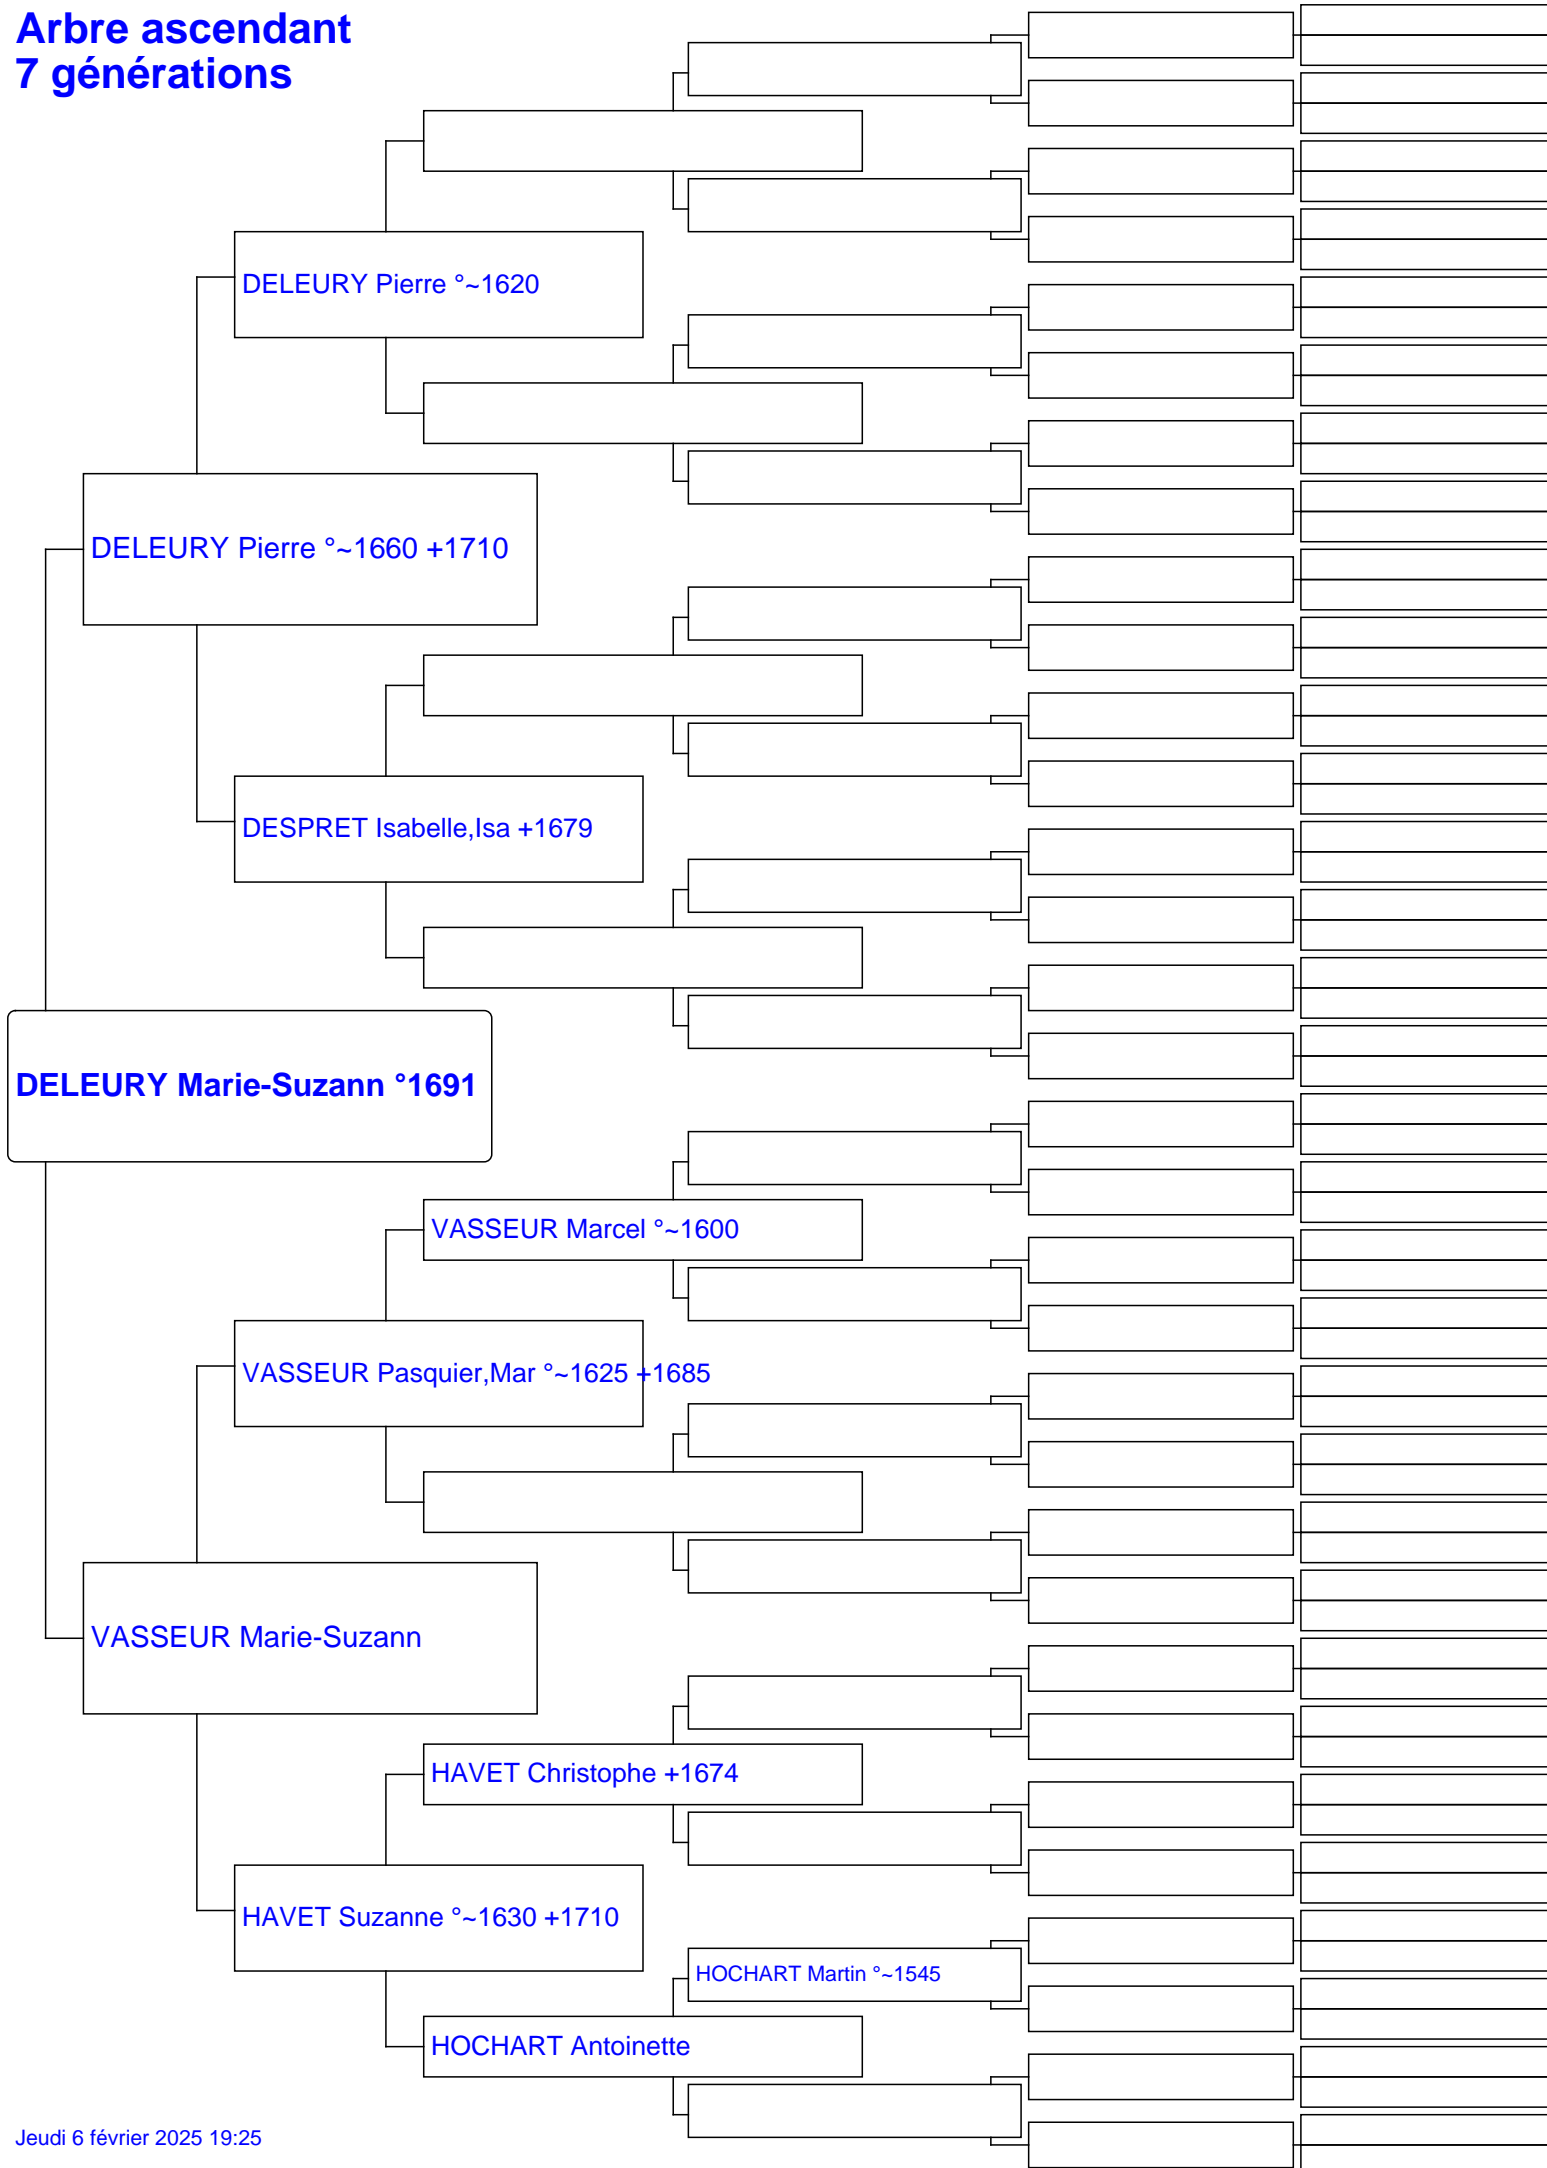 Arbre ascendant
7 générations
DELEURY Pierre °~1620
DELEURY Pierre °~1660 +1710
DESPRET Isabelle,Isa +1679
DELEURY Marie-Suzann °1691
VASSEUR Marcel °~1600
VASSEUR Pasquier,Mar °~1625 +1685
VASSEUR Marie-Suzann
HAVET Christophe +1674
HAVET Suzanne °~1630 +1710
HOCHART Martin °~1545
HOCHART Antoinette
Jeudi 6 février 2025 19:25